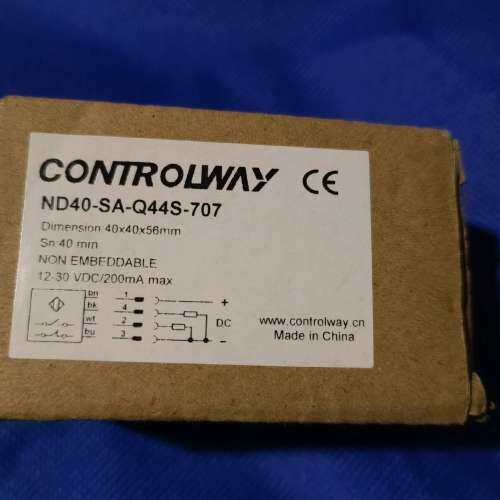 CONTROLWAY CE
ND40-SA-Q44S-707
Dimension 40x40x56mm
Sn 40 mm
NON EMBEDDABLE
12-30 VDC/200mA max
bn 1 +
bk 4
wt 2 DC
bu 3 -
www.controlway.cn
Made in China